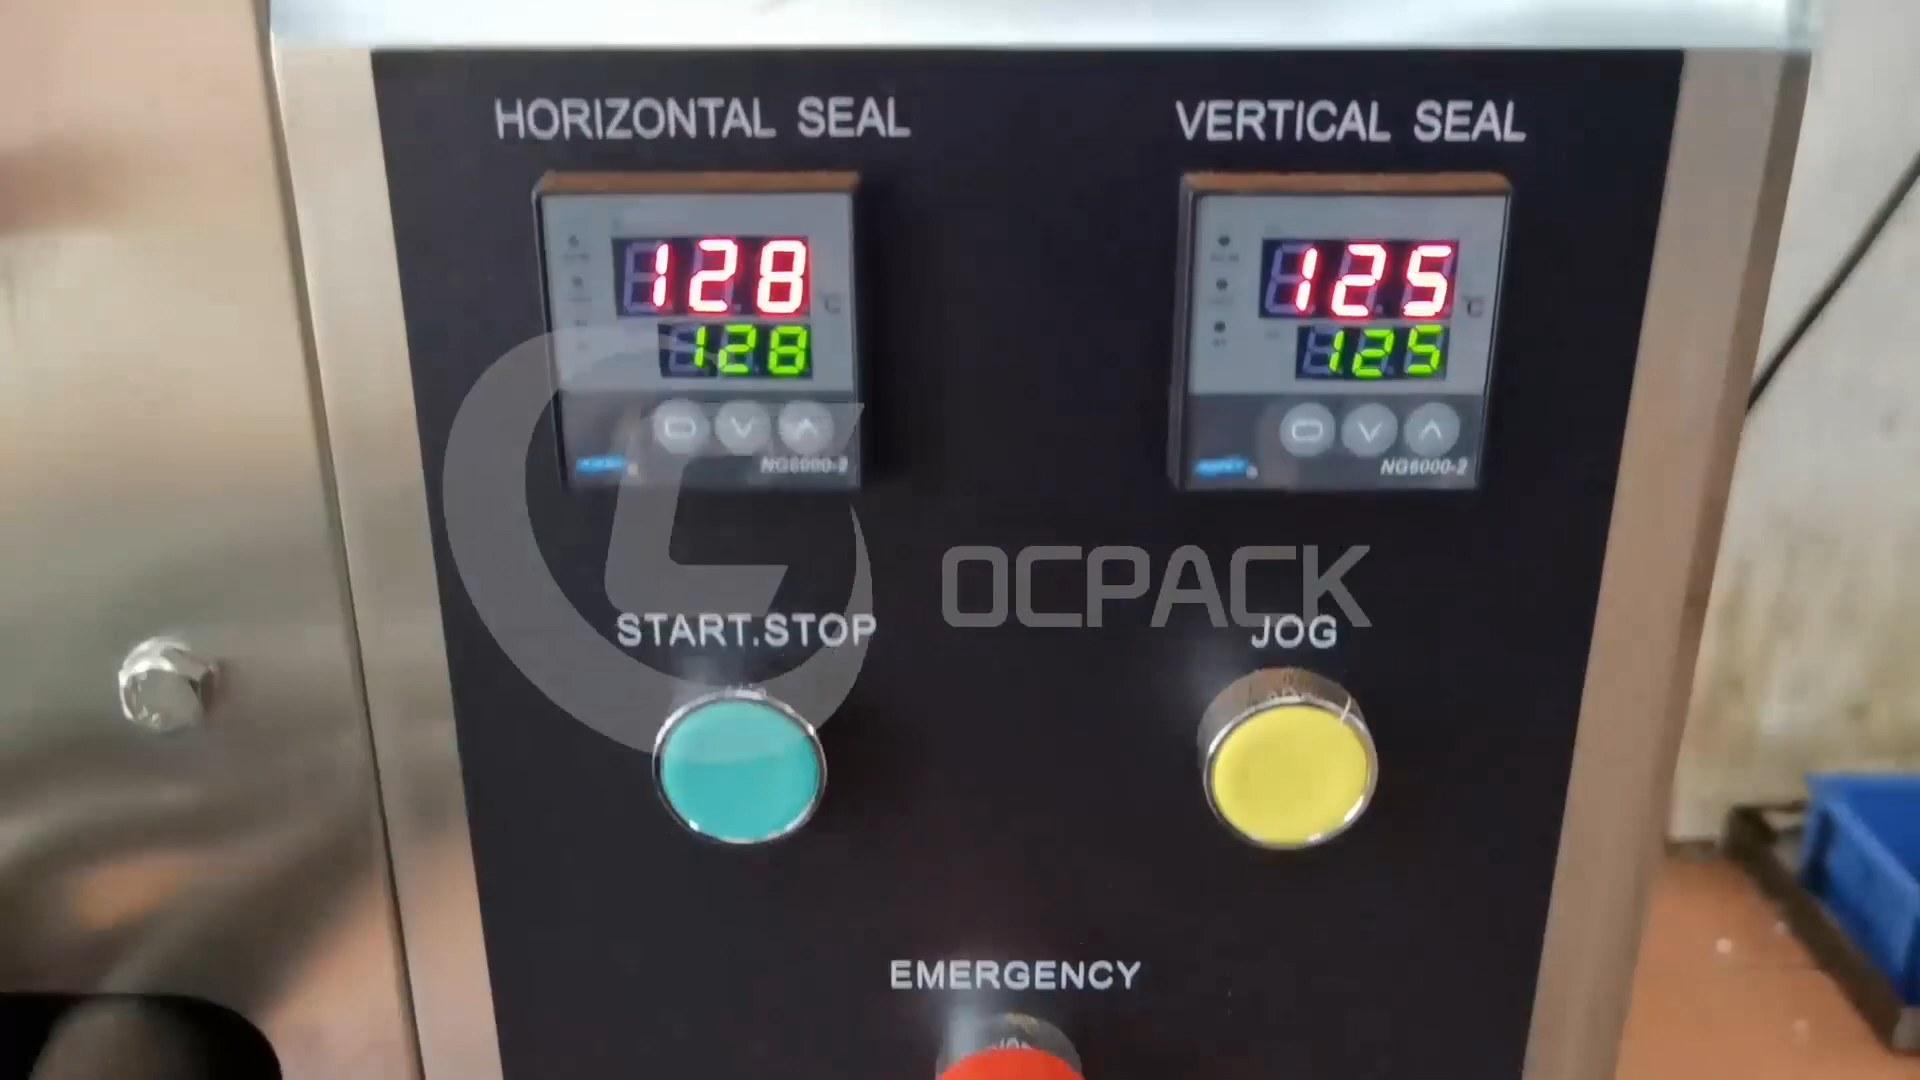 HORIZONTAL SEAL
VERTICAL SEAL
128
°C
128
125
°C
125
NG6000-2
NG6000-2
OCPACK
START.STOP
JOG
EMERGENCY